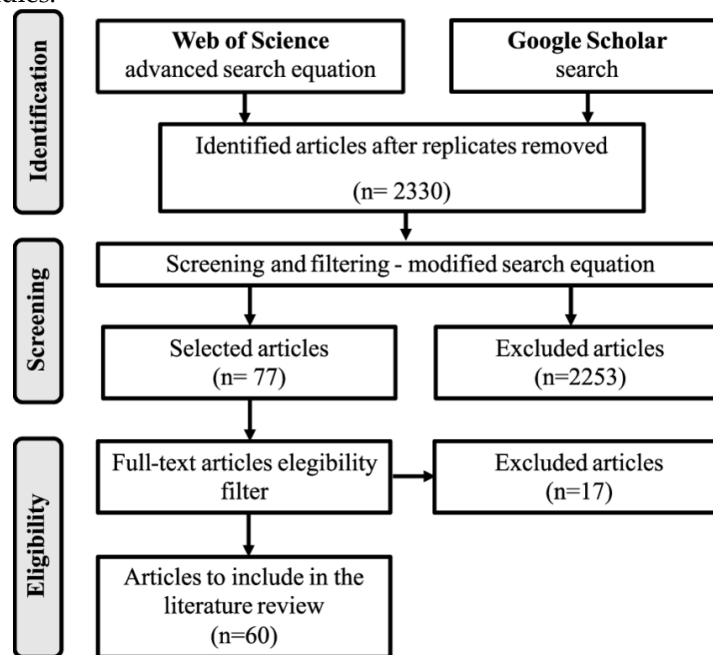 Identification
Web of Science
advanced search equation
Google Scholar
search
Identified articles after replicates removed
(n= 2330)
Screening
Screening and filtering - modified search equation
Selected articles
(n= 77)
Excluded articles
(n=2253)
Eligibility
Full-text articles elegibility
filter
Excluded articles
(n=17)
Articles to include in the
literature review
(n=60)